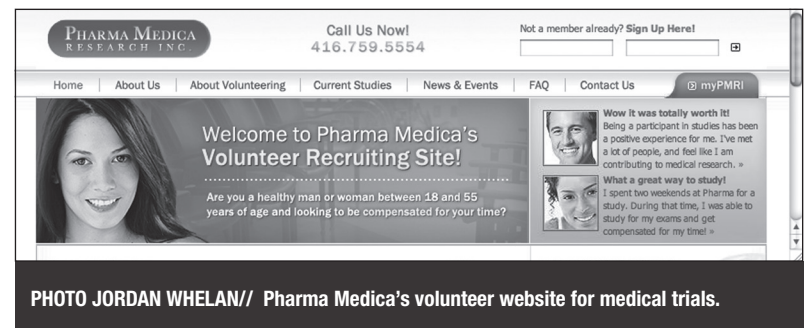 PHARMA MEDICA
RESEARCH INC.
Call Us Now!
416.759.5554
Not a member already? Sign Up Here!
Home
About Us
About Volunteering
Current Studies
News & Events
FAQ
Contact Us
myPMRI
Welcome to Pharma Medica's
Volunteer Recruiting Site!
Are you a healthy man or woman between 18 and 55
years of age and looking to be compensated for your time?
Wow it was totally worth it!
Being a participant in studies has been
a positive experience for me. I've met
a lot of people, and feel like I am
contributing to medical research. »
What a great way to study!
I spent two weekends at Pharma for a
study. During that time, I was able to
study for my exams and get
compensated for my time! »
PHOTO JORDAN WHELAN// Pharma Medica's volunteer website for medical trials.